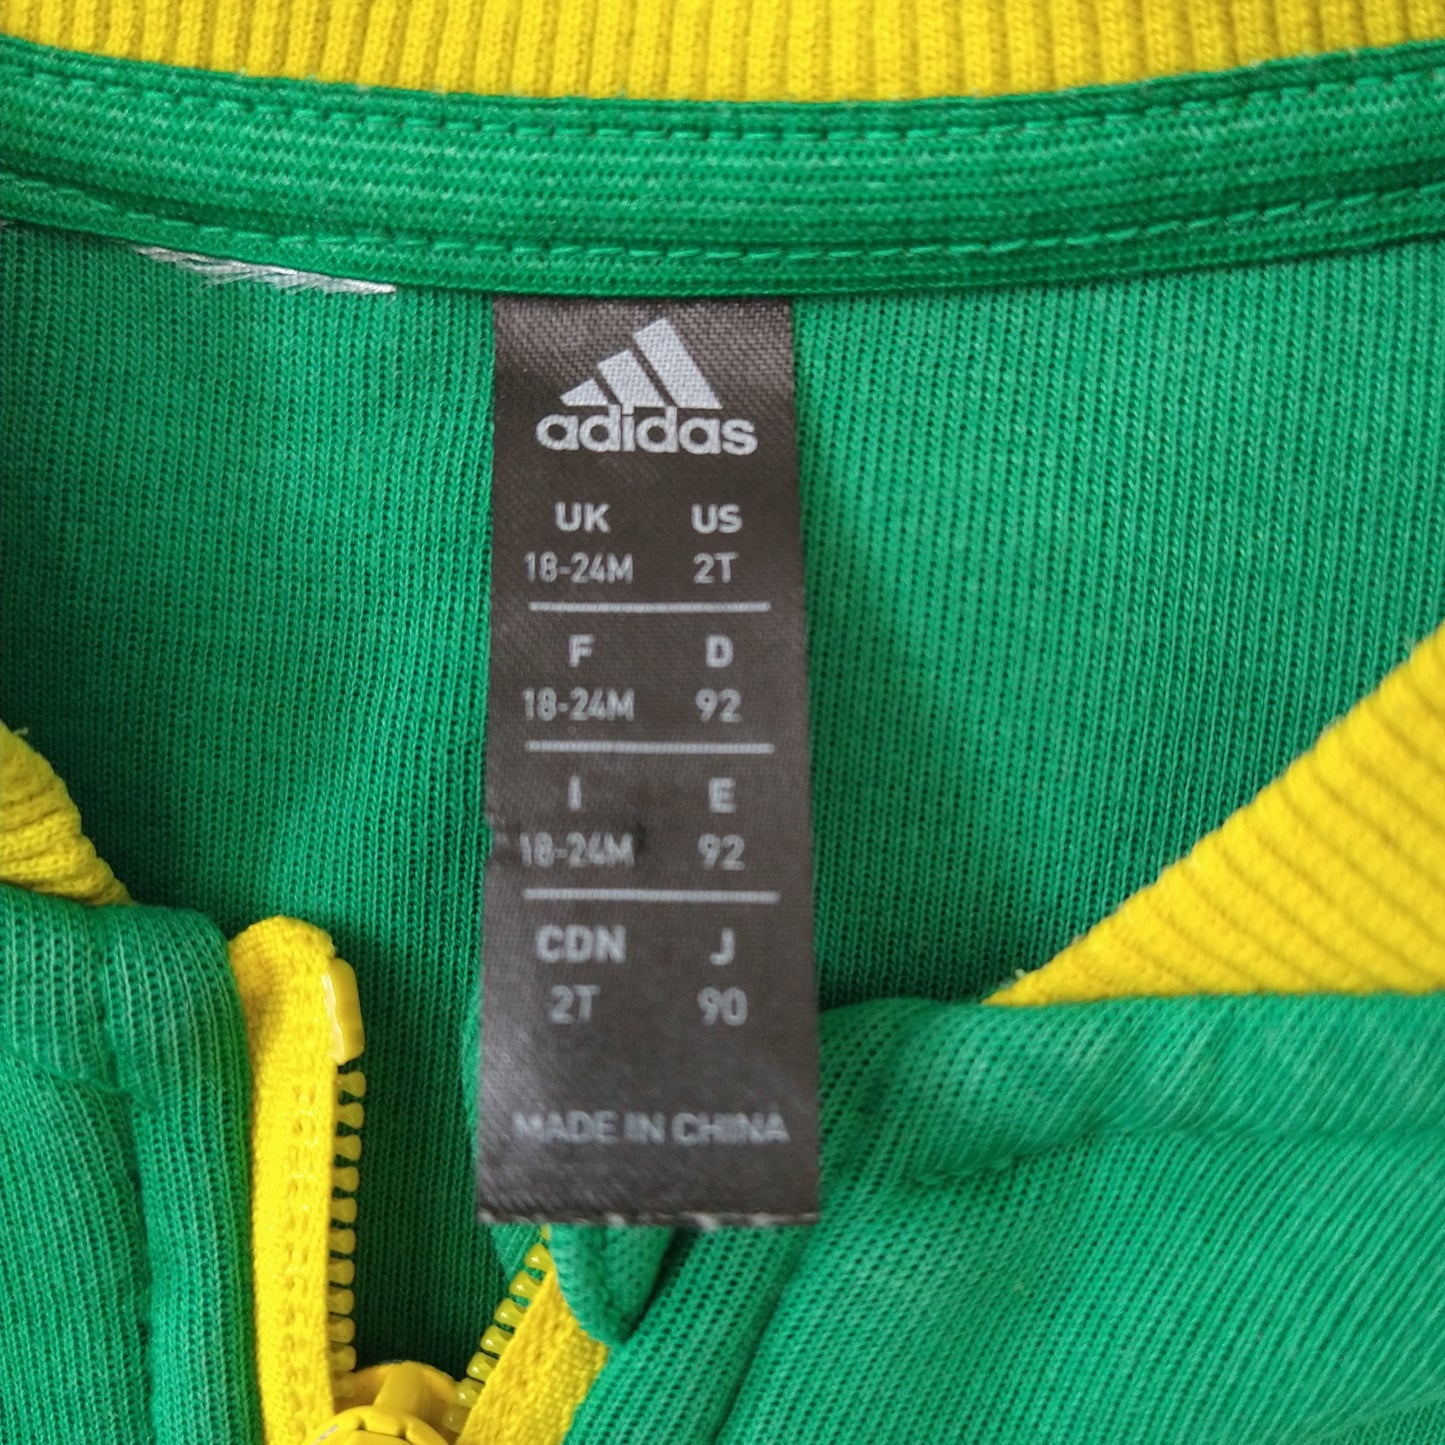 adidas
UK US
18-24M 2T
F D
18-24M 92
I E
18-24M 92
CDN J
2T 90
MADE IN CHINA